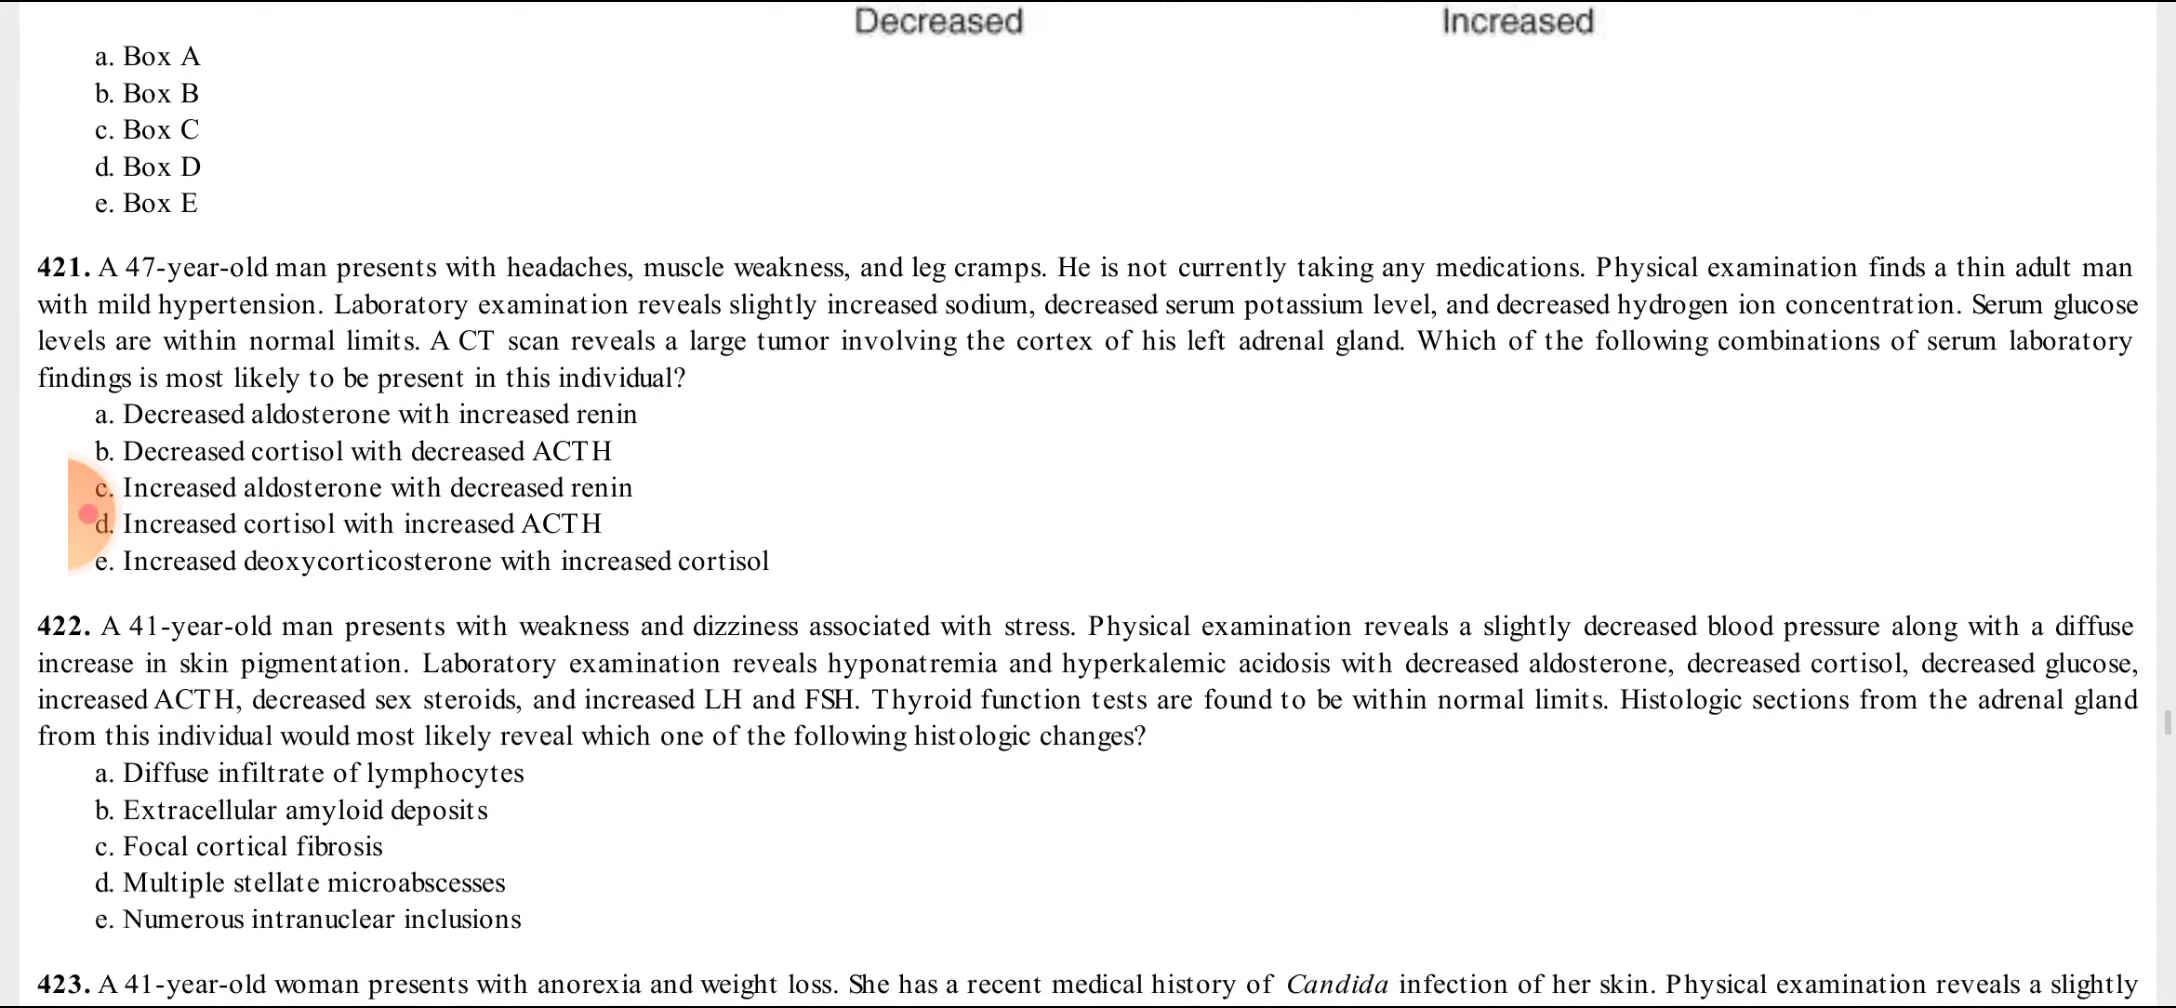 Decreased Increased
a. Box A
b. Box B
c. Box C
d. Box D
e. Box E
421. A 47-year-old man presents with headaches, muscle weakness, and leg cramps. He is not currently taking any medications. Physical examination finds a thin adult man
with mild hypertension. Laboratory examination reveals slightly increased sodium, decreased serum potassium level, and decreased hydrogen ion concentration. Serum glucose
levels are within normal limits. A CT scan reveals a large tumor involving the cortex of his left adrenal gland. Which of the following combinations of serum laboratory
findings is most likely to be present in this individual?
a. Decreased aldosterone with increased renin
b. Decreased cortisol with decreased ACTH
c. Increased aldosterone with decreased renin
d. Increased cortisol with increased ACTH
e. Increased deoxycorticosterone with increased cortisol
422. A 41-year-old man presents with weakness and dizziness associated with stress. Physical examination reveals a slightly decreased blood pressure along with a diffuse
increase in skin pigmentation. Laboratory examination reveals hyponatremia and hyperkalemic acidosis with decreased aldosterone, decreased cortisol, decreased glucose,
increased ACTH, decreased sex steroids, and increased LH and FSH. Thyroid function tests are found to be within normal limits. Histologic sections from the adrenal gland
from this individual would most likely reveal which one of the following histologic changes?
a. Diffuse infiltrate of lymphocytes
b. Extracellular amyloid deposits
c. Focal cortical fibrosis
d. Multiple stellate microabscesses
e. Numerous intranuclear inclusions
423. A 41-year-old woman presents with anorexia and weight loss. She has a recent medical history of Candida infection of her skin. Physical examination reveals a slightly